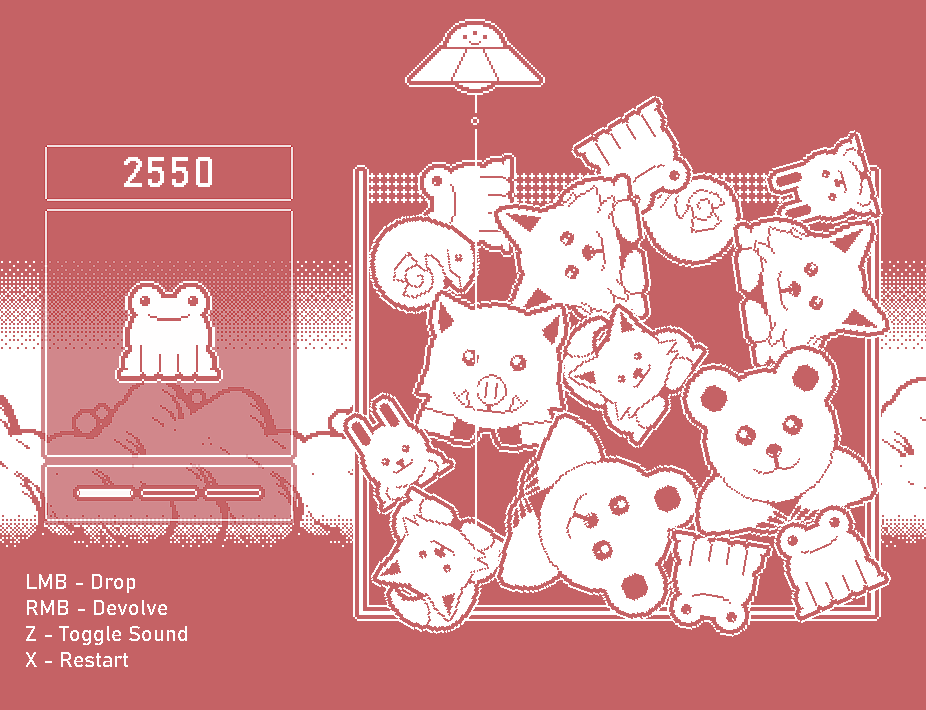 2550
LMB - Drop
RMB - Devolve
Z - Toggle Sound
X - Restart